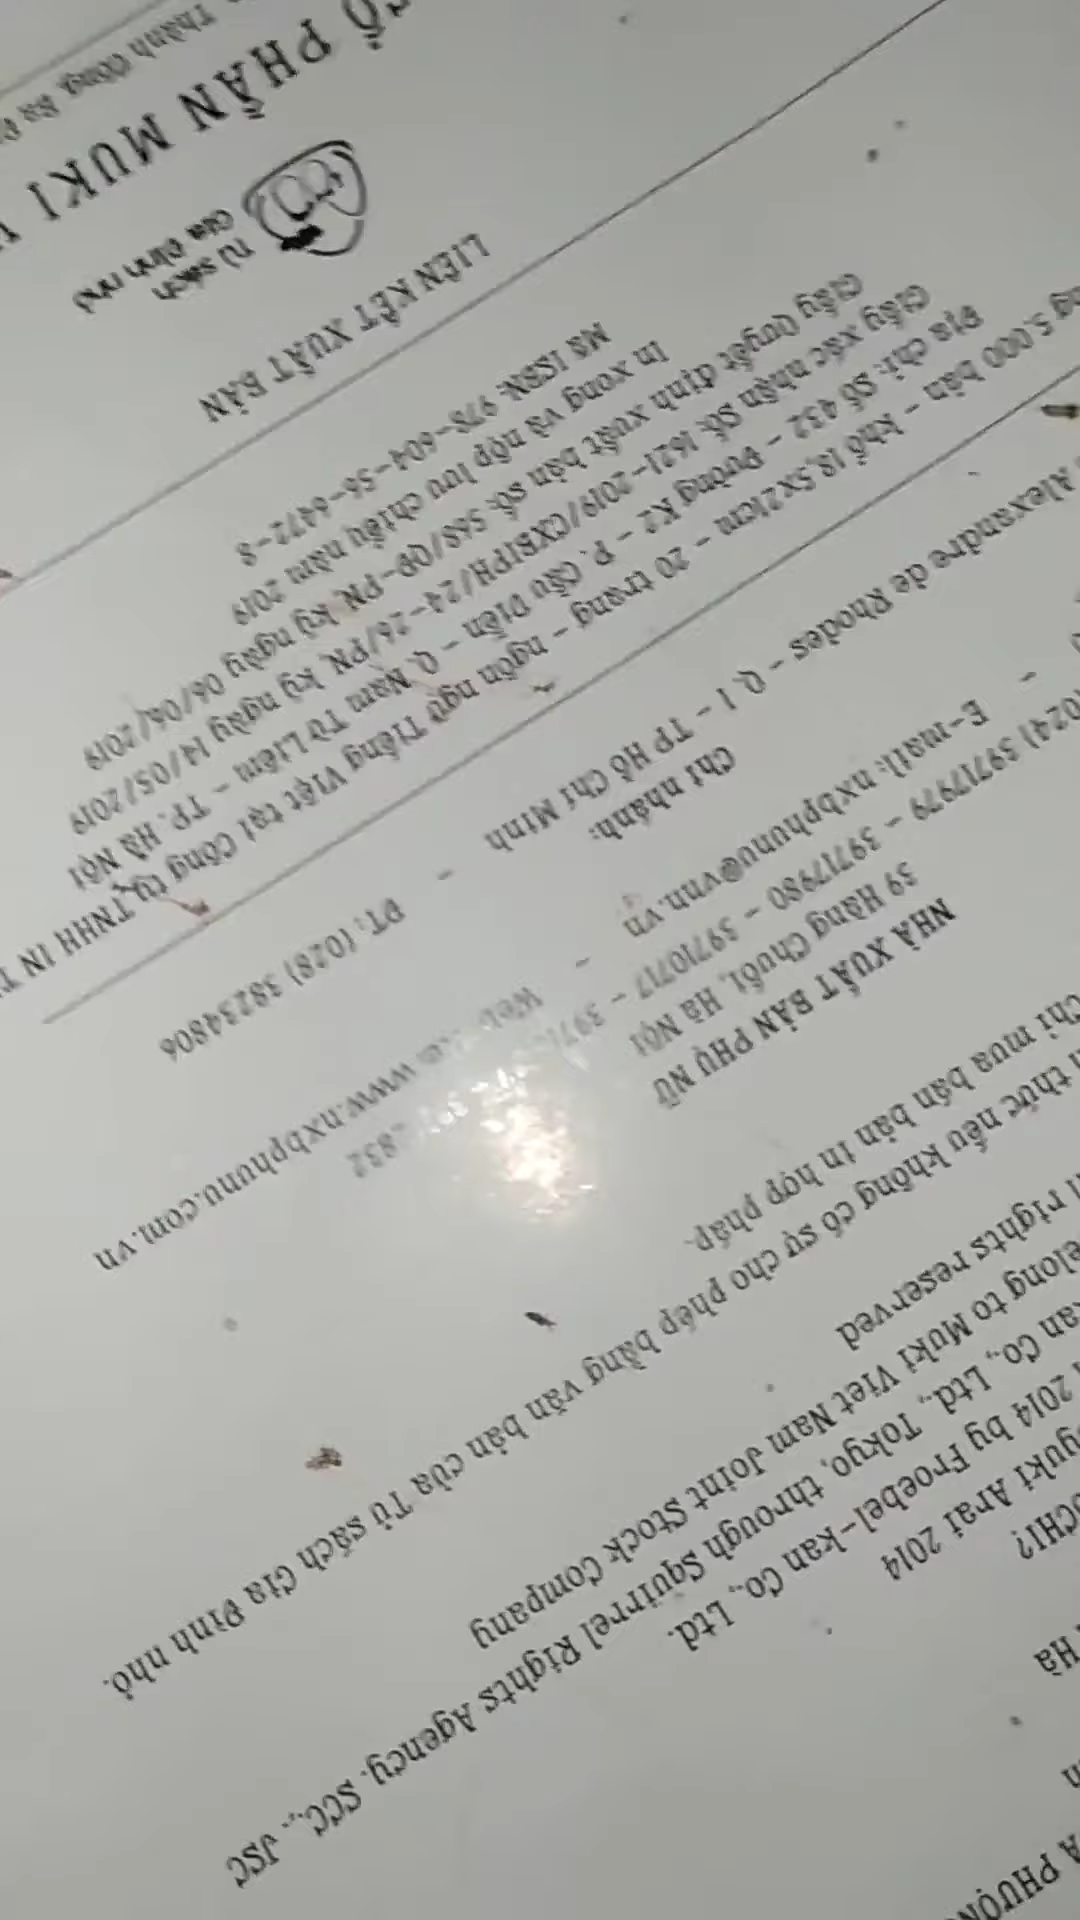 A PHƯỢN
Hà
UCHI?
yuki Arai 2014
2014 by Froebel-kan Co., Ltd.
kan Co., Ltd., Tokyo, through Squirrel Rights Agency. SCC., JSC
elong to Muki Viet Nam Joint Stock Company
rights reserved
thức nếu không có sự cho phép bằng văn bản của Tủ sách Gia Đình nhỏ.
Chỉ mua bán bản in hợp pháp.
NHÀ XUẤT BẢN PHỤ NỮ
39 Hàng Chuối, Hà Nội
024) 39717979 - 39717980 - 39710717 -
E-mail: nxbphunu@vnn.vn - www.nxbphunu.com.vn
Chi nhánh:
Alexandre de Rhodes - Q. 1 - TP Hồ Chí Minh - ĐT: (028) 38234806
5.000 bản - khổ 18,5x21cm - 20 trang - ngôn ngữ Tiếng Việt tại Công ty TNHH IN
Địa chỉ: Số 432 - Đường K2 - P. Cầu Diễn - Q. Nam Từ Liêm - TP. Hà Nội
Giấy xác nhận Số: 1621-2019/CXBIPH/24-26/PN, ký ngày 14/05/2019
Giấy Quyết định xuất bản số: 568/QĐ-PN, ký ngày 06/06/2019
In xong và nộp lưu chiểu năm 2019
Mã ISBN: 978-604-56-6472-8
LIÊN KẾT XUẤT BẢN
Tủ sách
Gia Đình nhỏ
CỔ PHẦN MUKI
Thành Công, Ba Đ